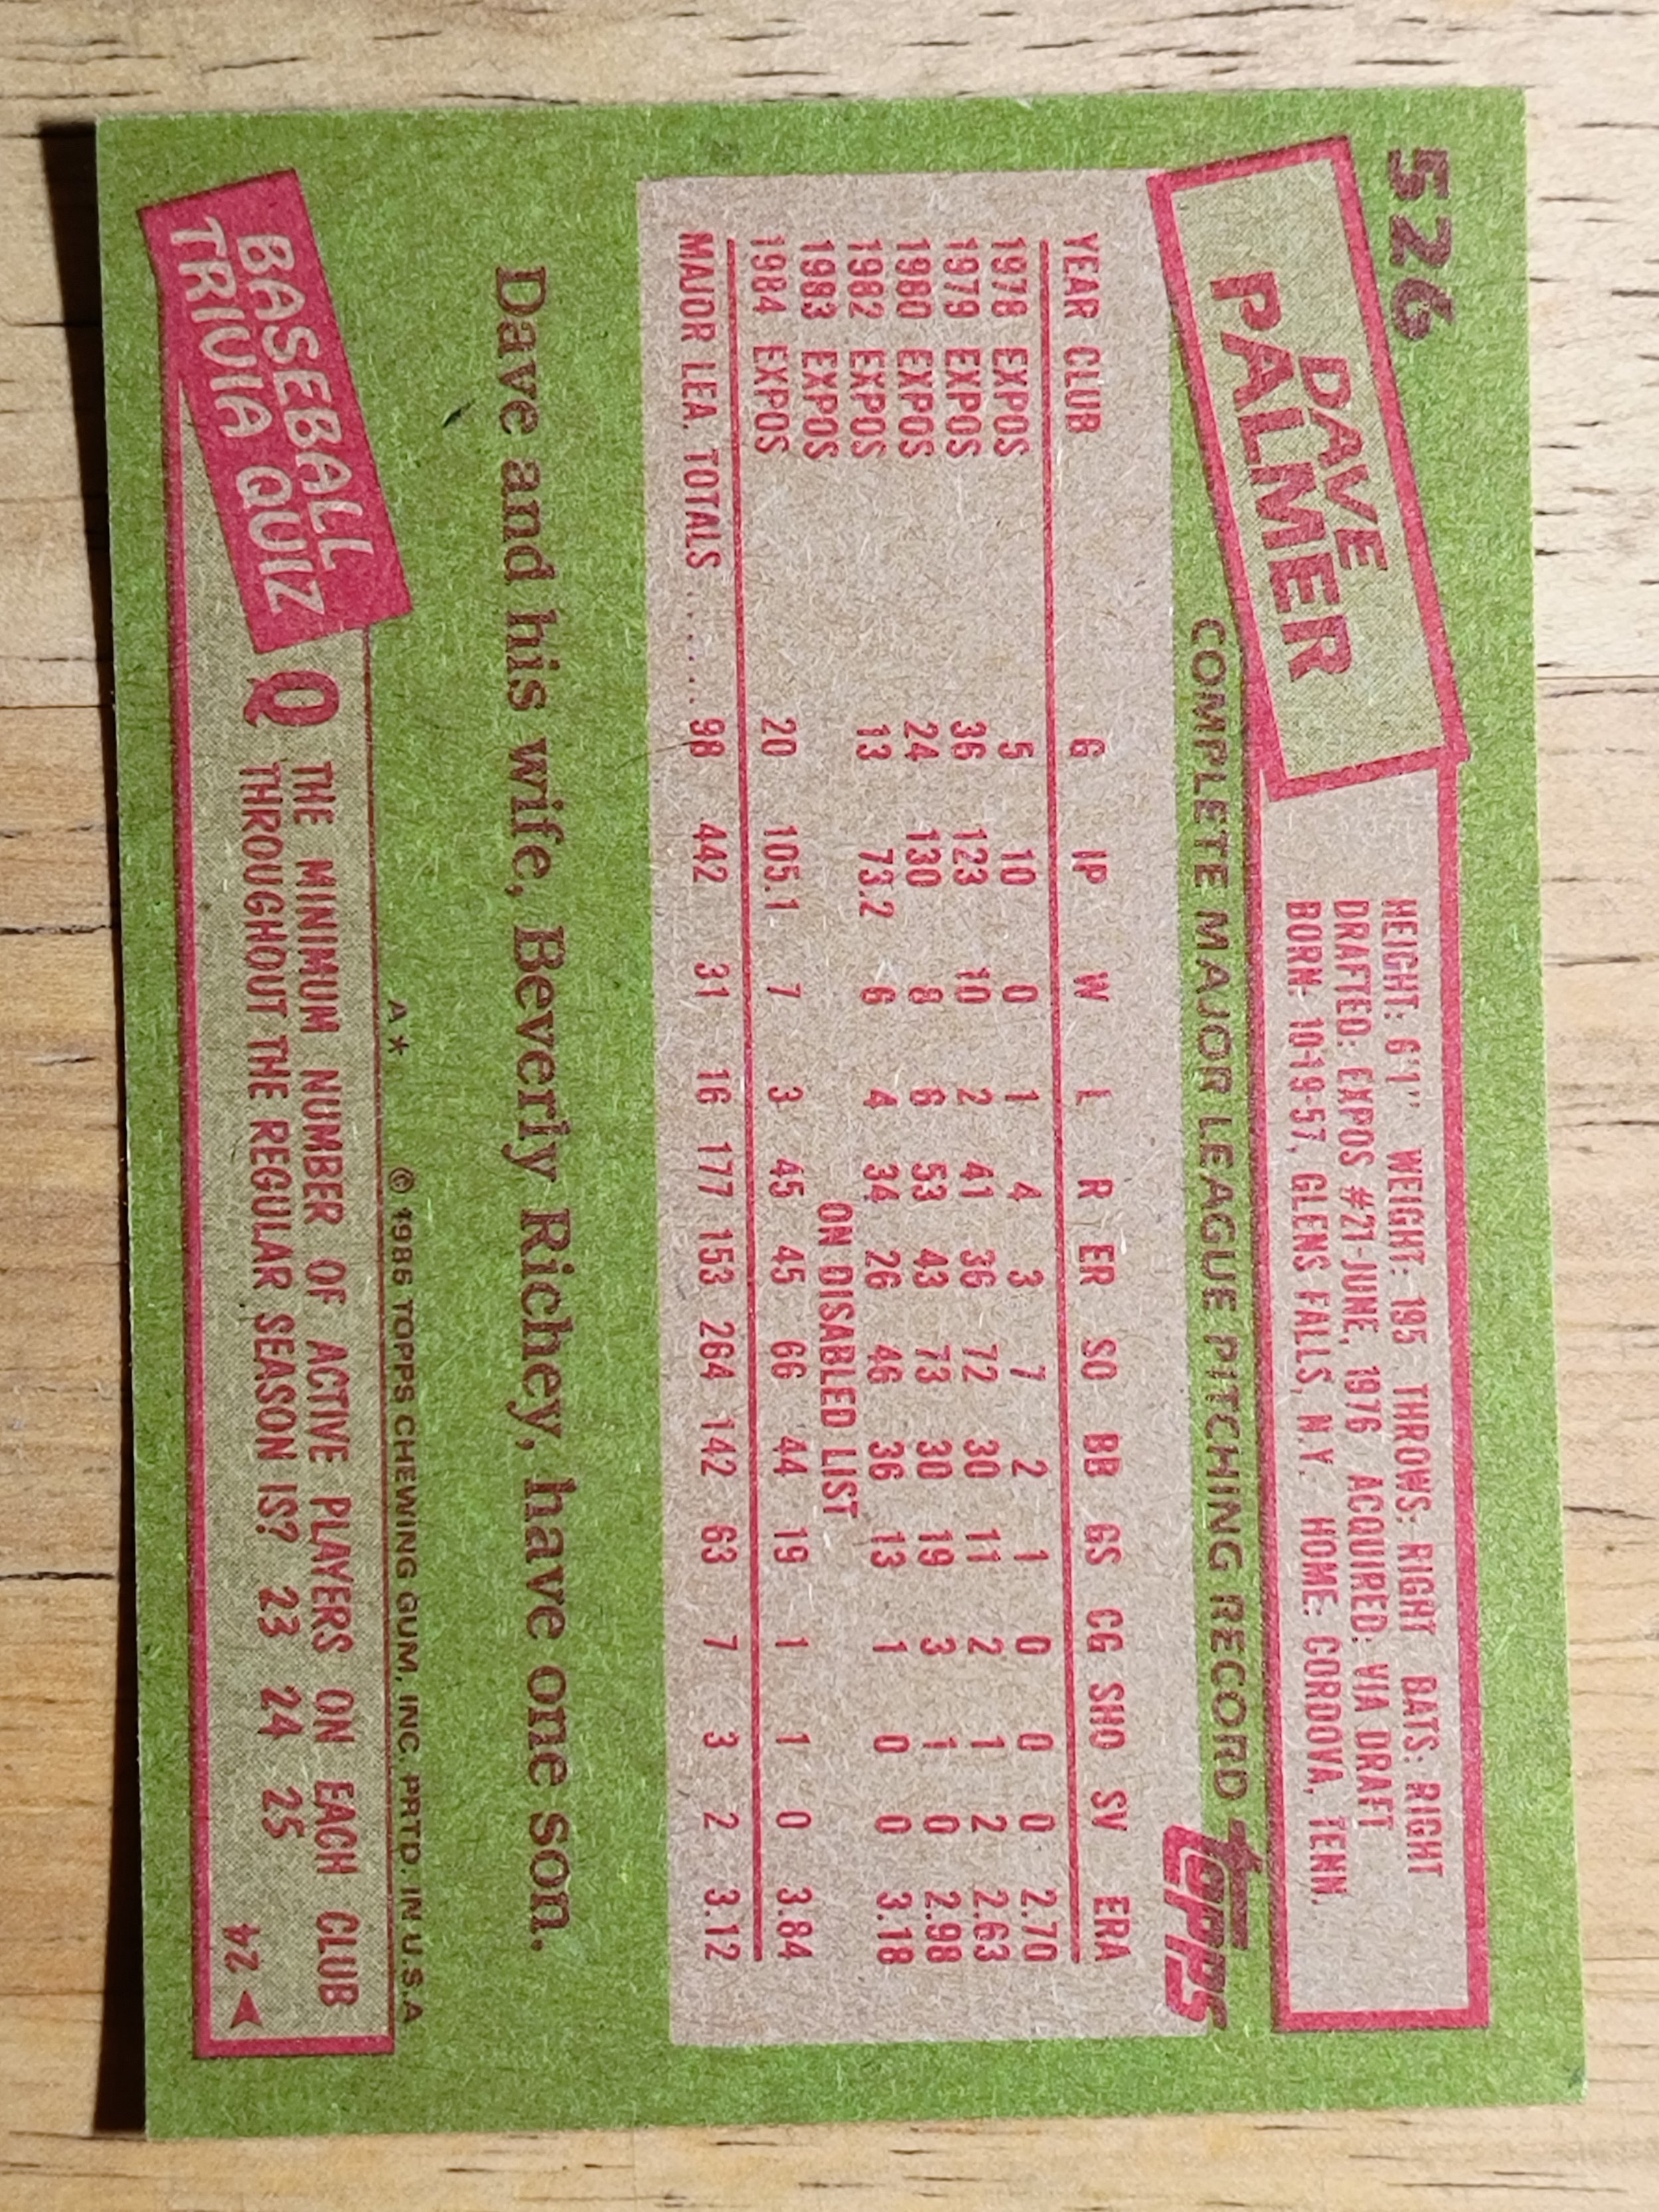 526
DAVE
PALMER
HEIGHT: 6'1" WEIGHT: 195 THROWS: RIGHT BATS: RIGHT
DRAFTED: EXPOS #21-JUNE, 1976 ACQUIRED: VIA DRAFT
BORN- 10-19-57, GLENS FALLS, N.Y. HOME: CORDOVA, TENN.
COMPLETE MAJOR LEAGUE PITCHING RECORD
topps
YEAR CLUB G IP W L R ER SO BB GS CG SHO SV ERA
1978 EXPOS 5 10 0 1 4 3 7 2 1 0 0 0 2.70
1979 EXPOS 36 123 10 2 41 36 72 30 11 2 1 2 2.63
1980 EXPOS 24 130 8 6 53 43 73 30 19 3 1 0 2.98
1982 EXPOS 13 73.2 6 4 34 26 46 36 13 1 0 0 3.18
1983 EXPOS ON DISABLED LIST
1984 EXPOS 20 105.1 7 3 45 45 66 44 19 1 1 0 3.84
MAJOR LEA. TOTALS ...... 98 442 31 16 177 153 264 142 63 7 3 2 3.12
Dave and his wife, Beverly Richey, have one son.
A* © 1985 TOPPS CHEWING GUM, INC. PRTD. IN U.S.A
BASEBALL
TRIVIA QUIZ
Q THE MINIMUM NUMBER OF ACTIVE PLAYERS ON EACH CLUB
THROUGHOUT THE REGULAR SEASON IS? 23 24 25
24